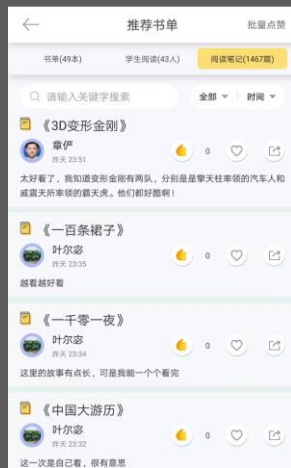 推荐书单
批量点赞
书单(49本)
学生阅读(43人)
阅读笔记(1467篇)
请输入关键字搜索
全部
时间
《3D变形金刚》
章俨
昨天 23:51
0
太好看了，我知道变形金刚有两队，分别是是擎天柱率领的汽车人和
威震天所率领的霸天虎。他们都好酷啊！
《一百条裙子》
叶尔宓
昨天 23:35
0
越看越好看
《一千零一夜》
叶尔宓
昨天 23:34
0
这里的故事有点长，可是我能一个个看完
《中国大游历》
叶尔宓
昨天 23:32
0
这一次是自己看，很有意思